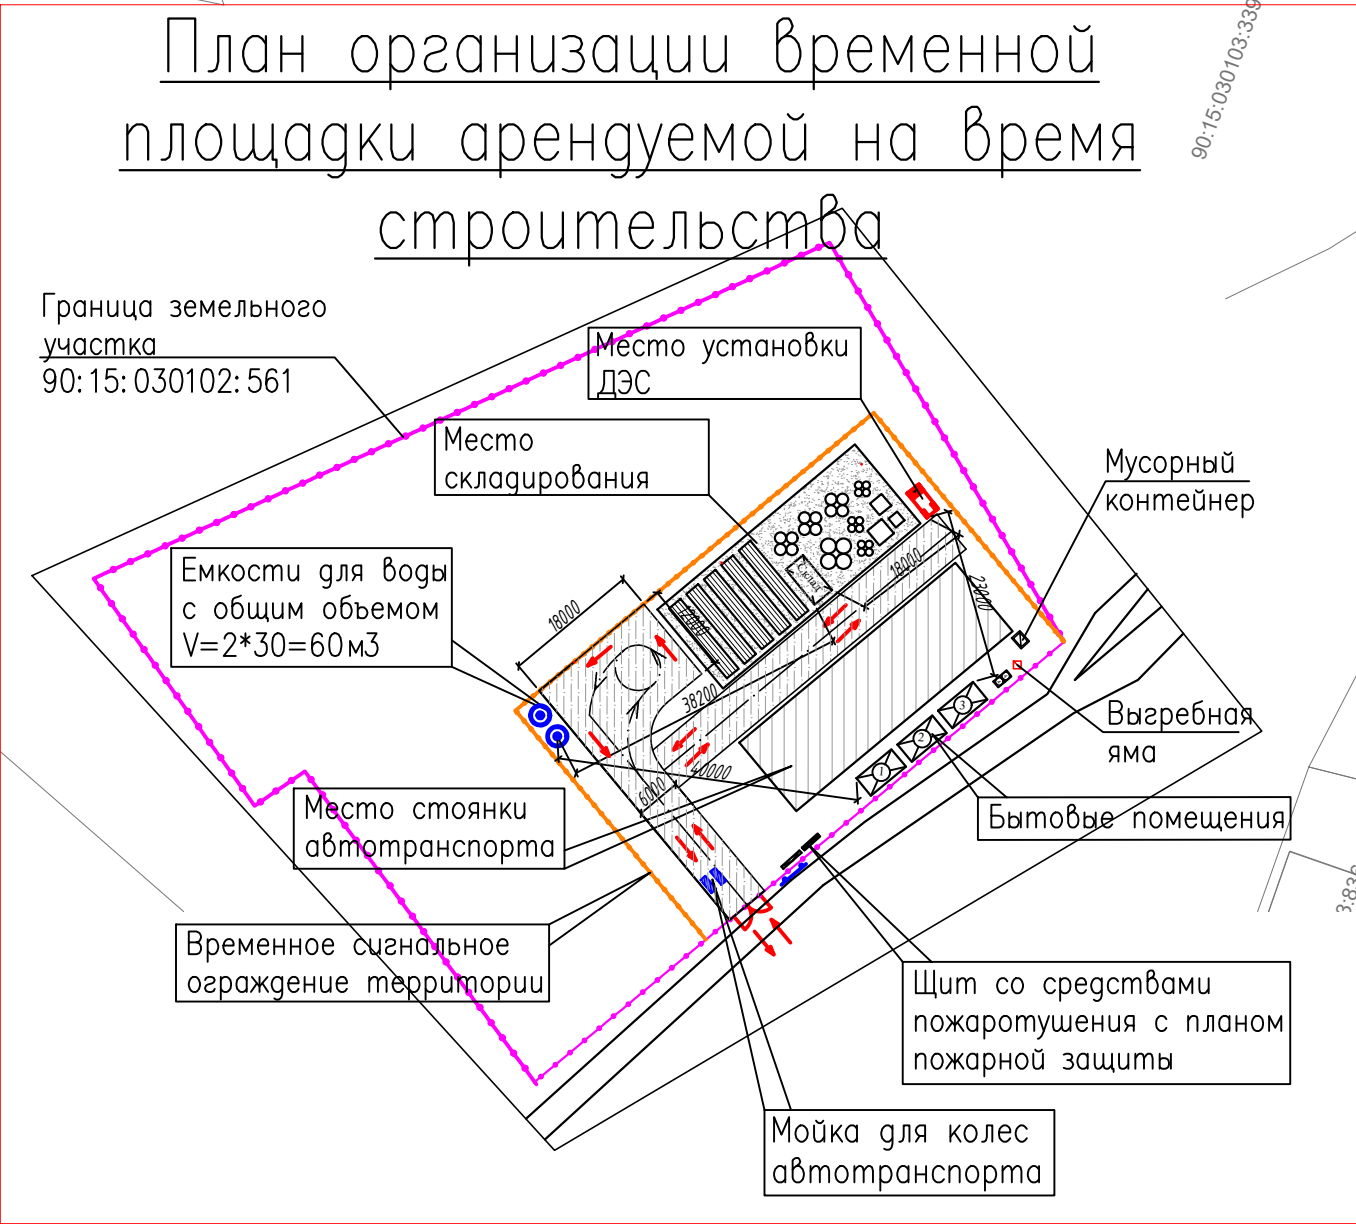 План организации временной
площадки арендуемой на время
строительства
90:15:030103:339
Граница земельного
участка
90:15:030102:561
Место установки
ДЭС
Место
складирования
Мусорный
контейнер
Емкости для воды
с общим объемом
V=2*30=60м3
18000
12000
Склад
18000
23000
38200
40000
6000
1
2
3
Выгребная
яма
Место стоянки
автотранспорта
Бытовые помещения
Временное сигнальное
ограждение территории
Щит со средствами
пожаротушения с планом
пожарной защиты
Мойка для колес
автотранспорта